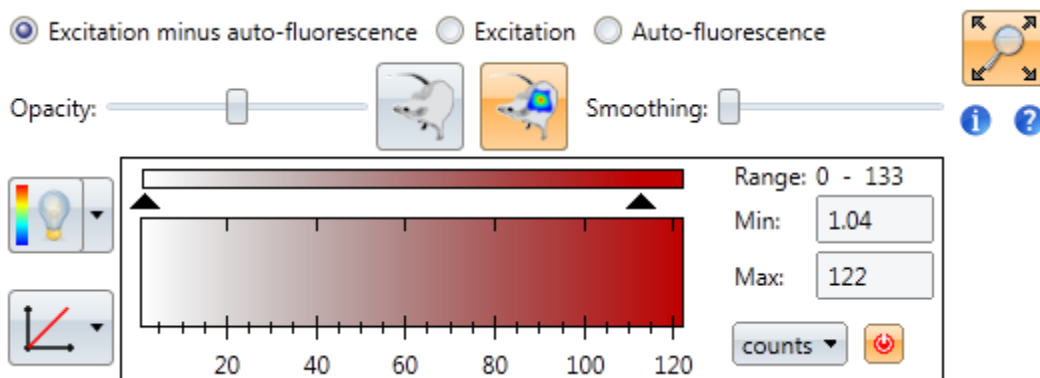 Excitation minus auto-fluorescence Excitation Auto-fluorescence
Opacity: Smoothing:
i ?
Range: 0 - 133
Min: 1.04
Max: 122
20 40 60 80 100 120
counts